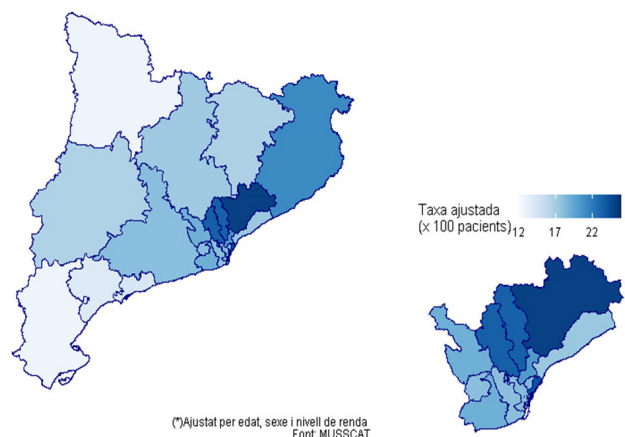 Taxa ajustada
(x 100 pacients)
12 17 22
(*)Ajustat per edat, sexe i nivell de renda
Font: MUSSCAT